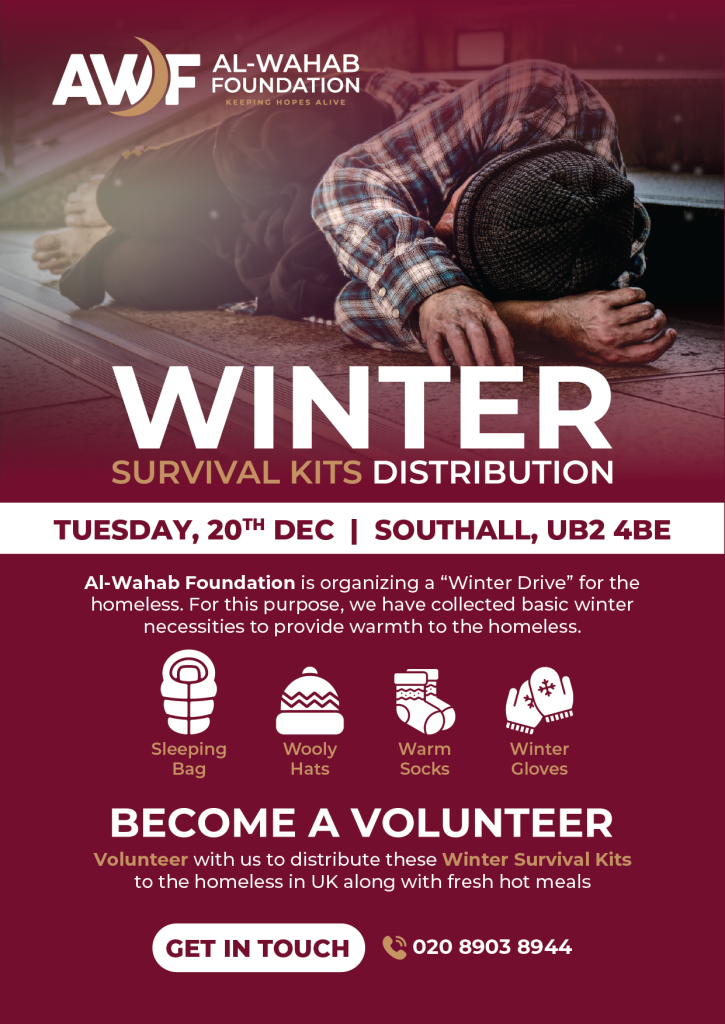 AWF AL-WAHAB
FOUNDATION
KEEPING HOPES ALIVE
WINTER
SURVIVAL KITS DISTRIBUTION
TUESDAY, 20TH DEC | SOUTHALL, UB2 4BE
Al-Wahab Foundation is organizing a “Winter Drive” for the
homeless. For this purpose, we have collected basic winter
necessities to provide warmth to the homeless.
Sleeping
Bag
Wooly
Hats
Warm
Socks
Winter
Gloves
BECOME A VOLUNTEER
Volunteer with us to distribute these Winter Survival Kits
to the homeless in UK along with fresh hot meals
GET IN TOUCH 020 8903 8944